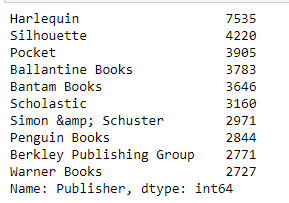 Harlequin 7535
Silhouette 4220
Pocket 3905
Ballantine Books 3783
Bantam Books 3646
Scholastic 3160
Simon &amp; Schuster 2971
Penguin Books 2844
Berkley Publishing Group 2771
Warner Books 2727
Name: Publisher, dtype: int64